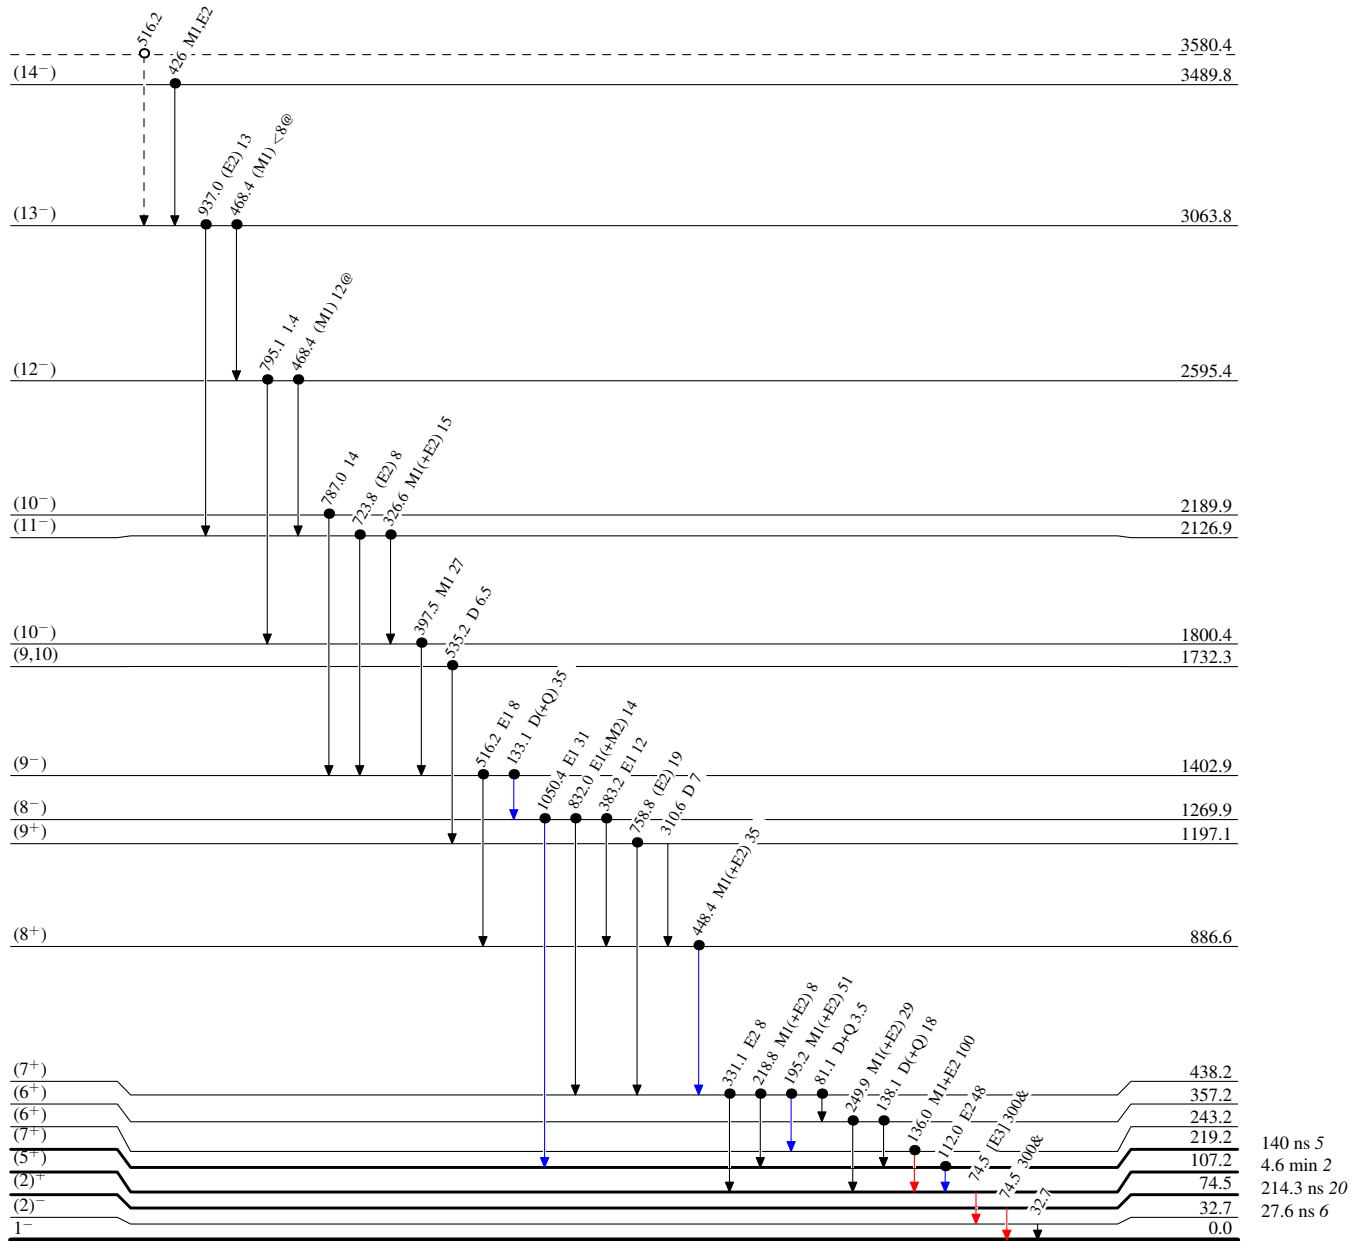 516.2
426 M1,E2
3580.4
(14⁻) 3489.8
937.0 (E2) 13
468.4 (M1) <8@
(13⁻) 3063.8
795.1 1.4
468.4 (M1) 12@
(12⁻) 2595.4
787.0 14
723.8 (E2) 8
326.6 M1(+E2) 15
(10⁻) 2189.9
(11⁻) 2126.9
397.5 M1 27
535.2 D 6.5
(10⁻) 1800.4
(9,10) 1732.3
516.2 E1 8
133.1 D(+Q) 35
1050.4 E1 31
832.0 E1(+M2) 14
383.2 E1 12
758.8 (E2) 19
310.6 D 7
(9⁻) 1402.9
(8⁻) 1269.9
(9⁺) 1197.1
448.4 M1(+E2) 35
(8⁺) 886.6
331.1 E2 8
218.8 M1(+E2) 8
195.2 M1(+E2) 51
81.1 D+Q 3.5
249.9 M1(+E2) 29
138.1 D(+Q) 18
136.0 M1+E2 100
112.0 E2 48
74.5 [E3] 300&
74.5 300&
32.7
(7⁺) 438.2
(6⁺) 357.2
(6⁺) 243.2
(7⁺) 219.2 140 ns 5
(5⁺) 107.2 4.6 min 2
(2)⁺ 74.5 214.3 ns 20
(2)⁻ 32.7 27.6 ns 6
1⁻ 0.0